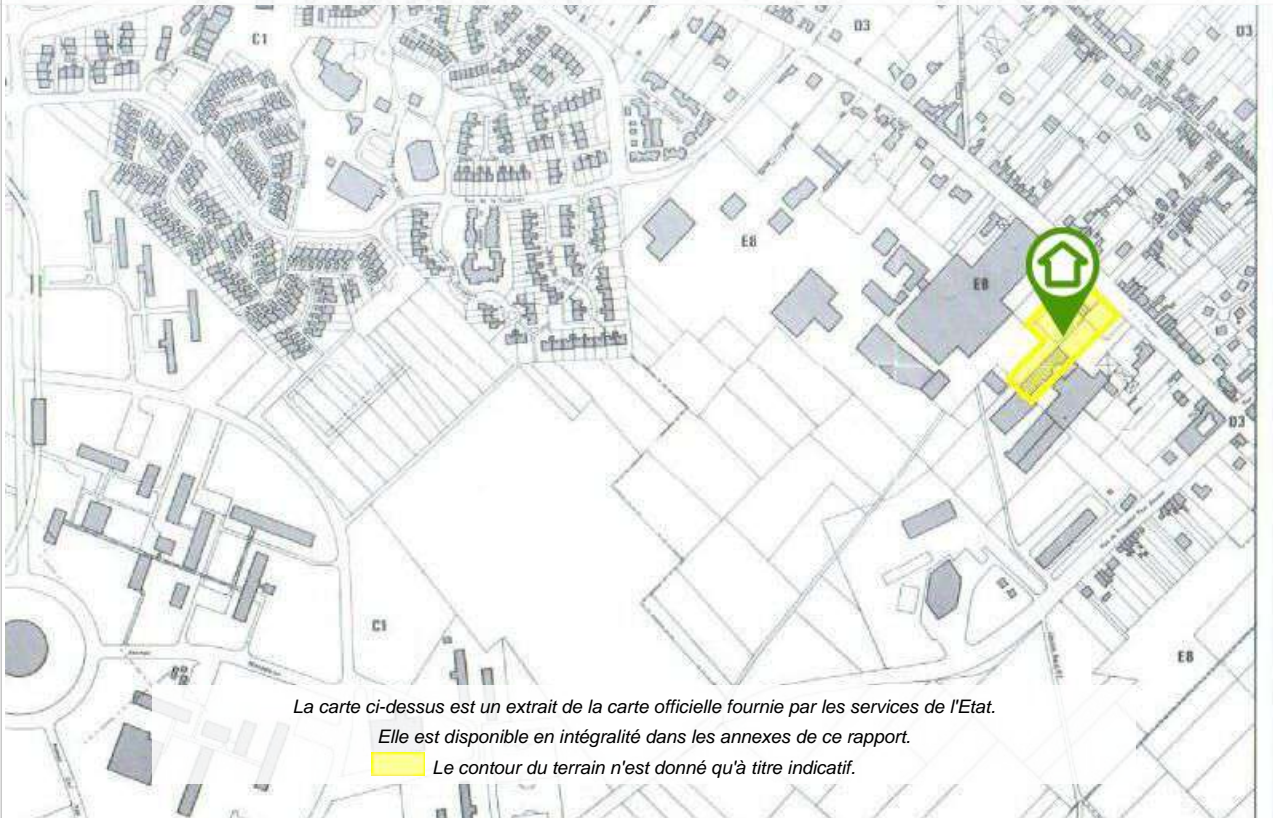 C1
D3
D3
E8
E8
D3
C1
E8
La carte ci-dessus est un extrait de la carte officielle fournie par les services de l'Etat.
Elle est disponible en intégralité dans les annexes de ce rapport.
Le contour du terrain n'est donné qu'à titre indicatif.